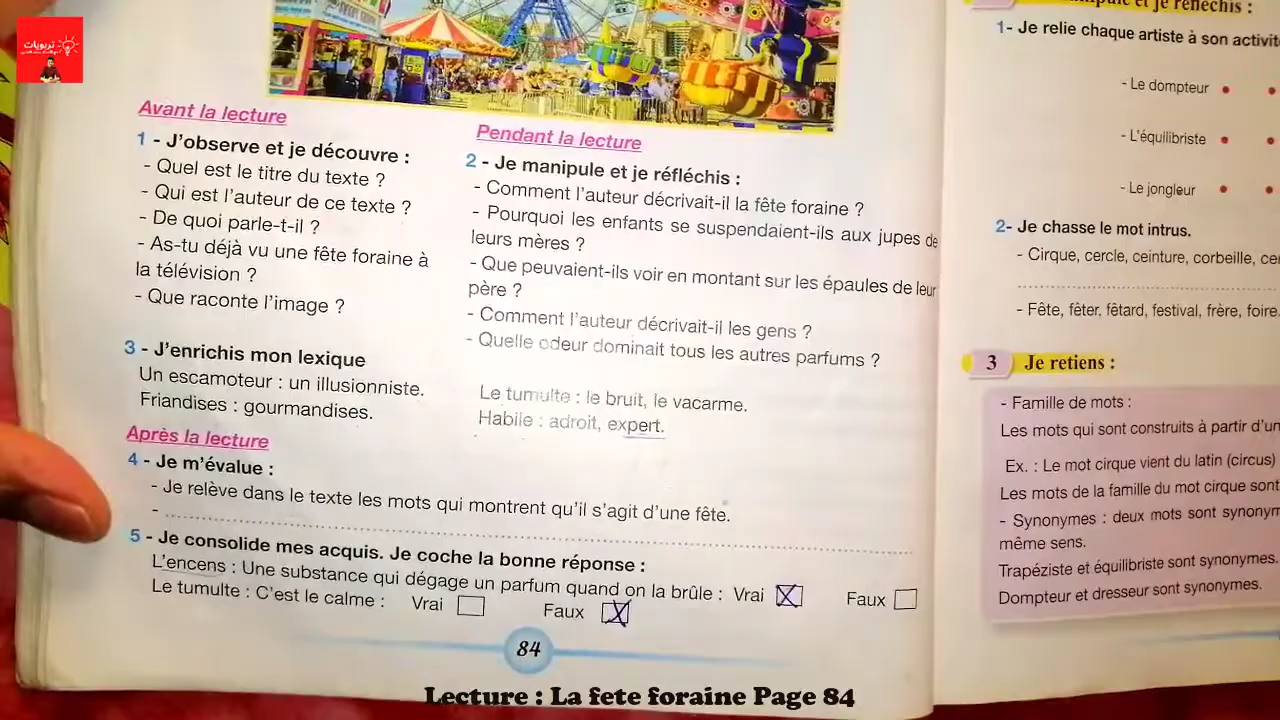 تربويات
Avant la lecture
1 - J'observe et je découvre :
- Quel est le titre du texte ?
- Qui est l'auteur de ce texte ?
- De quoi parle-t-il ?
- As-tu déjà vu une fête foraine à
la télévision ?
- Que raconte l'image ?
Pendant la lecture
2 - Je manipule et je réfléchis :
- Comment l'auteur décrivait-il la fête foraine ?
- Pourquoi les enfants se suspendaient-ils aux jupes de
leurs mères ?
- Que peuvaient-ils voir en montant sur les épaules de leur
père ?
- Comment l'auteur décrivait-il les gens ?
- Quelle odeur dominait tous les autres parfums ?
3 - J'enrichis mon lexique
Un escamoteur : un illusionniste.
Friandises : gourmandises.
Le tumulte : le bruit, le vacarme.
Habile : adroit, expert.
Après la lecture
4 - Je m'évalue :
- Je relève dans le texte les mots qui montrent qu'il s'agit d'une fête.
-
5 - Je consolide mes acquis. Je coche la bonne réponse :
L'encens : Une substance qui dégage un parfum quand on la brûle : Vrai X Faux
Le tumulte : C'est le calme : Vrai Faux X
84
et je réfléchis :
1- Je relie chaque artiste à son activit
- Le dompteur
- L'équilibriste
- Le jongleur
2- Je chasse le mot intrus.
- Cirque, cercle, ceinture, corbeille, ce
- Fête, fêter, fêtard, festival, frère, foire.
3 Je retiens :
- Famille de mots :
Les mots qui sont construits à partir d'un
Ex. : Le mot cirque vient du latin (circus)
Les mots de la famille du mot cirque sont
- Synonymes : deux mots sont synonym
même sens.
Trapéziste et équilibriste sont synonymes.
Dompteur et dresseur sont synonymes.
Lecture : La fete foraine Page 84